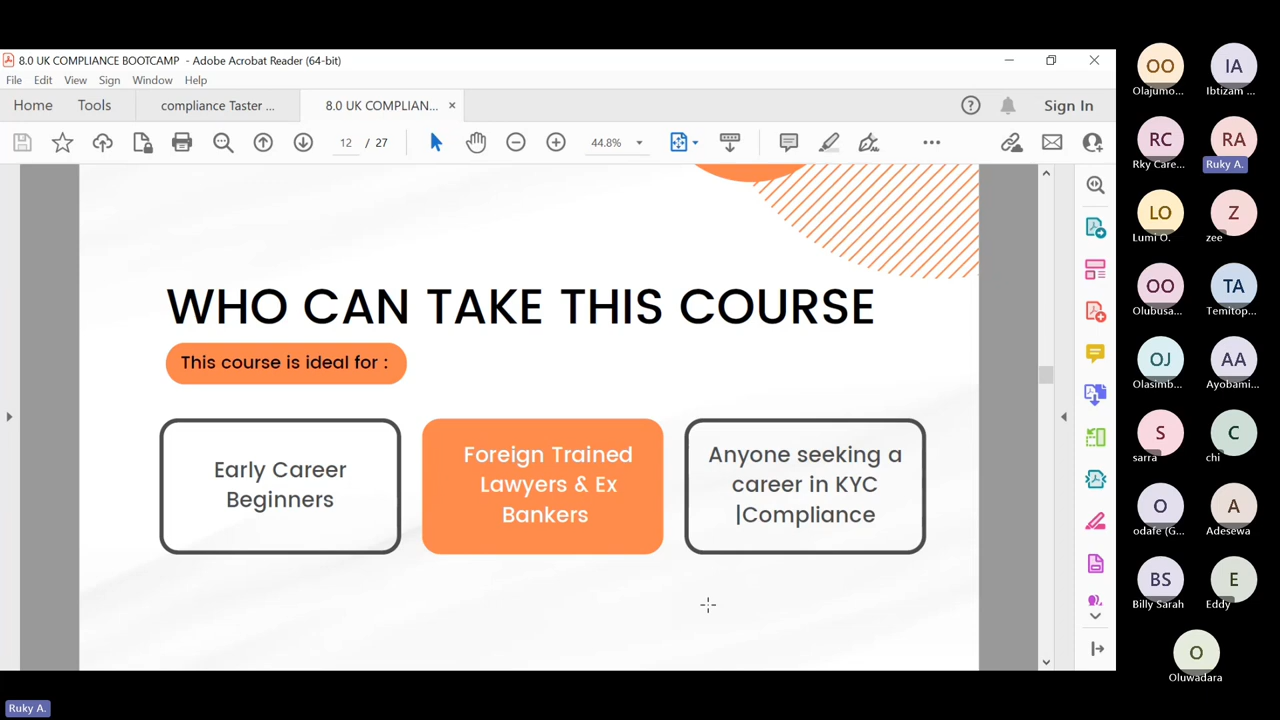 8.0 UK COMPLIANCE BOOTCAMP - Adobe Acrobat Reader (64-bit)
File Edit View Sign Window Help
Home Tools compliance Taster ... 8.0 UK COMPLIAN... × Sign In
12 / 27 44.8%
WHO CAN TAKE THIS COURSE
This course is ideal for :
Early Career
Beginners
Foreign Trained
Lawyers & Ex
Bankers
Anyone seeking a
career in KYC
|Compliance
OO IA
Olajumo... Ibtizam ...
RC RA
Rky Care... Ruky A.
LO Z
Lumi O. zee
OO TA
Olubusa... Temitop...
OJ AA
Olasimb... Ayobami...
S C
sarra chi
O A
odafe (G... Adesewa
BS E
Billy Sarah Eddy
O
Oluwadara
Ruky A.